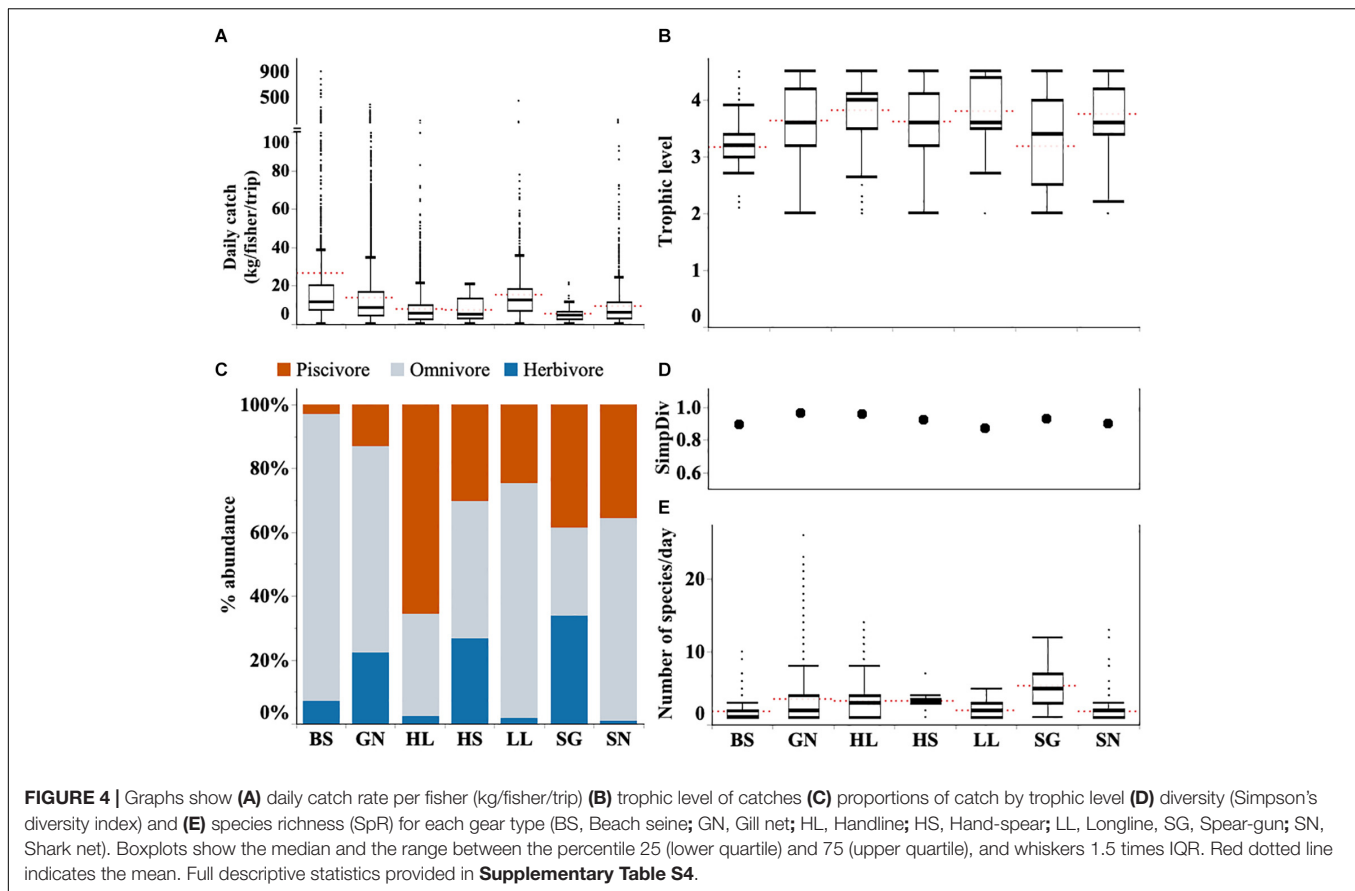 A
900
500
100
80
60
40
20
0
Daily catch
(kg/fisher/trip)
B
4
3
2
1
0
Trophic level
C
Piscivore Omnivore Herbivore
100%
80%
60%
40%
20%
0%
% abundance
BS GN HL HS LL SG SN
D
1.0
0.8
0.6
SimpDiv
E
20
10
0
Number of species/day
BS GN HL HS LL SG SN
FIGURE 4 | Graphs show (A) daily catch rate per fisher (kg/fisher/trip) (B) trophic level of catches (C) proportions of catch by trophic level (D) diversity (Simpson's
diversity index) and (E) species richness (SpR) for each gear type (BS, Beach seine; GN, Gill net; HL, Handline; HS, Hand-spear; LL, Longline, SG, Spear-gun; SN,
Shark net). Boxplots show the median and the range between the percentile 25 (lower quartile) and 75 (upper quartile), and whiskers 1.5 times IQR. Red dotted line
indicates the mean. Full descriptive statistics provided in Supplementary Table S4.